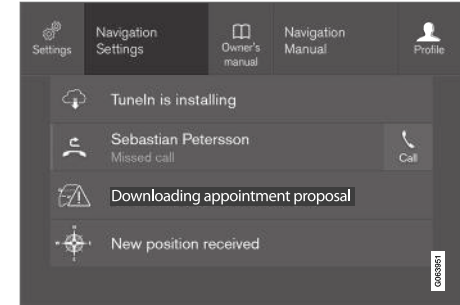 Settings
Navigation
Settings
Owner's
manual
Navigation
Manual
Profile
TuneIn is installing
Sebastian Petersson
Missed call
Call
Downloading appointment proposal
New position received
G063951